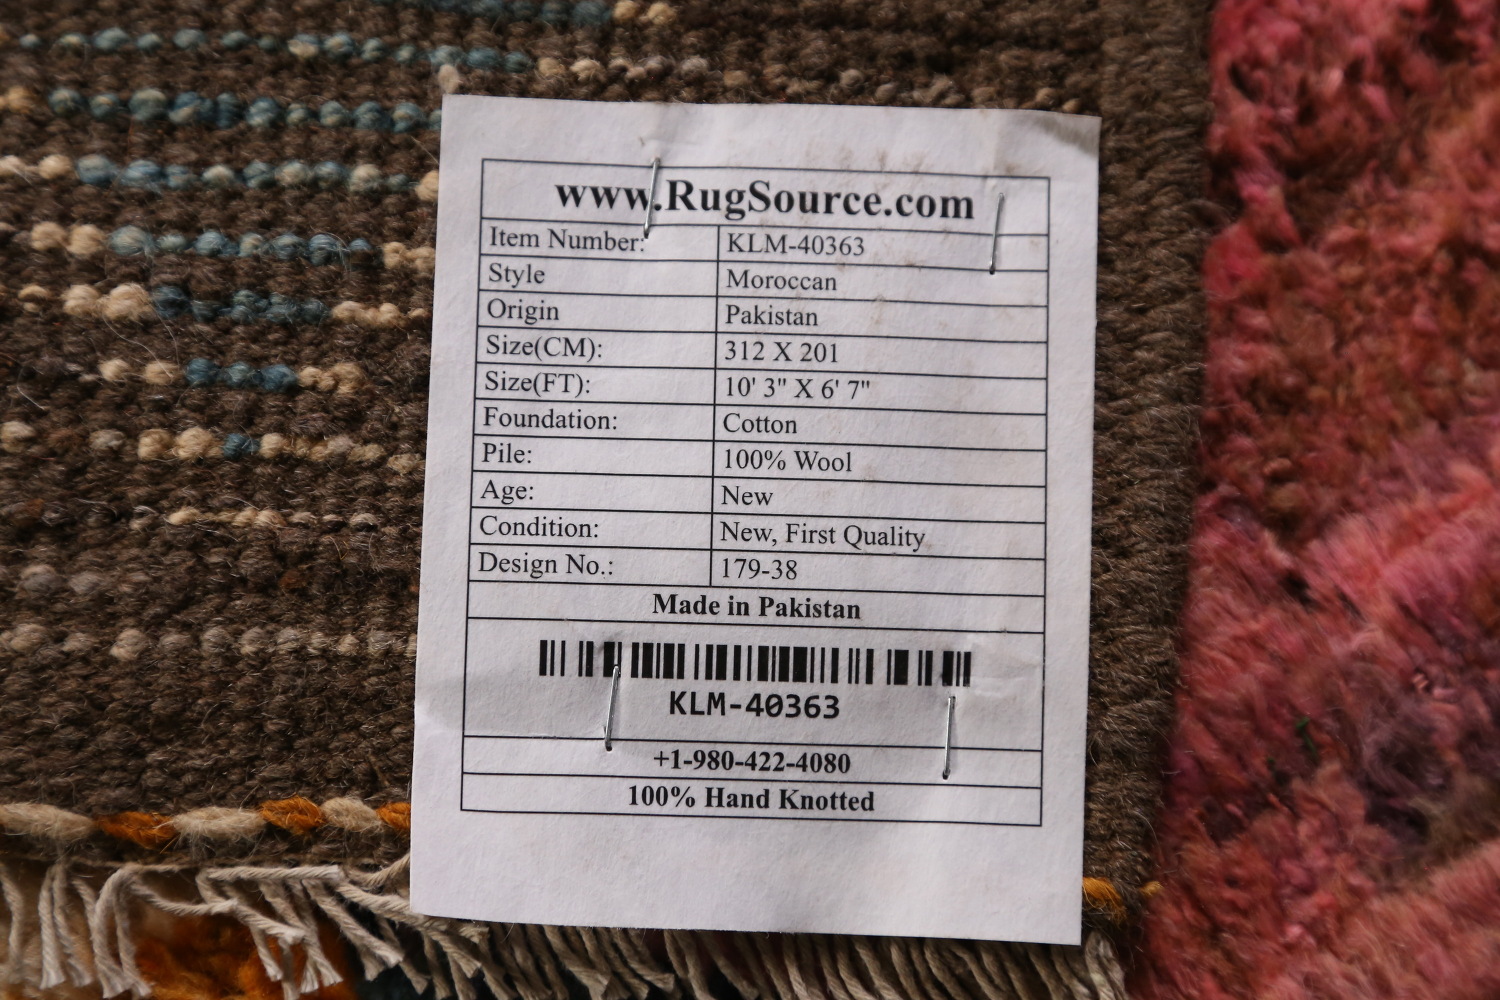 www.RugSource.com
Item Number: KLM-40363
Style Moroccan
Origin Pakistan
Size(CM): 312 X 201
Size(FT): 10' 3" X 6' 7"
Foundation: Cotton
Pile: 100% Wool
Age: New
Condition: New, First Quality
Design No.: 179-38
Made in Pakistan
KLM-40363
+1-980-422-4080
100% Hand Knotted